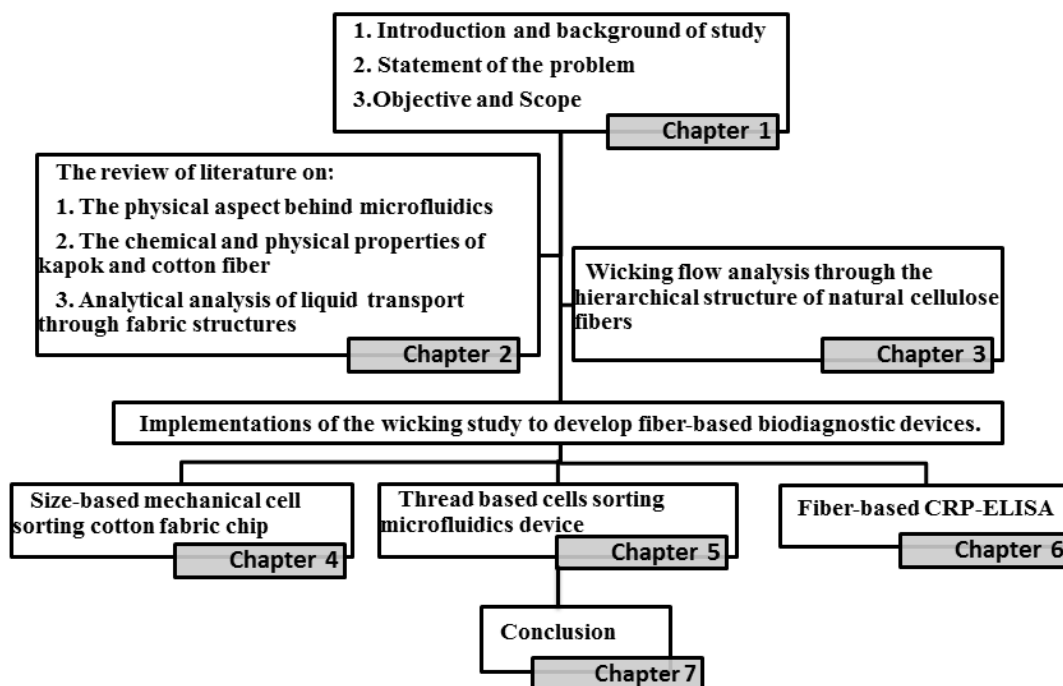 1. Introduction and background of study
2. Statement of the problem
3.Objective and Scope
Chapter 1
The review of literature on:
1. The physical aspect behind microfluidics
2. The chemical and physical properties of
kapok and cotton fiber
3. Analytical analysis of liquid transport
through fabric structures
Chapter 2
Wicking flow analysis through the
hierarchical structure of natural cellulose
fibers
Chapter 3
Implementations of the wicking study to develop fiber-based biodiagnostic devices.
Size-based mechanical cell
sorting cotton fabric chip
Chapter 4
Thread based cells sorting
microfluidics device
Chapter 5
Fiber-based CRP-ELISA
Chapter 6
Conclusion
Chapter 7